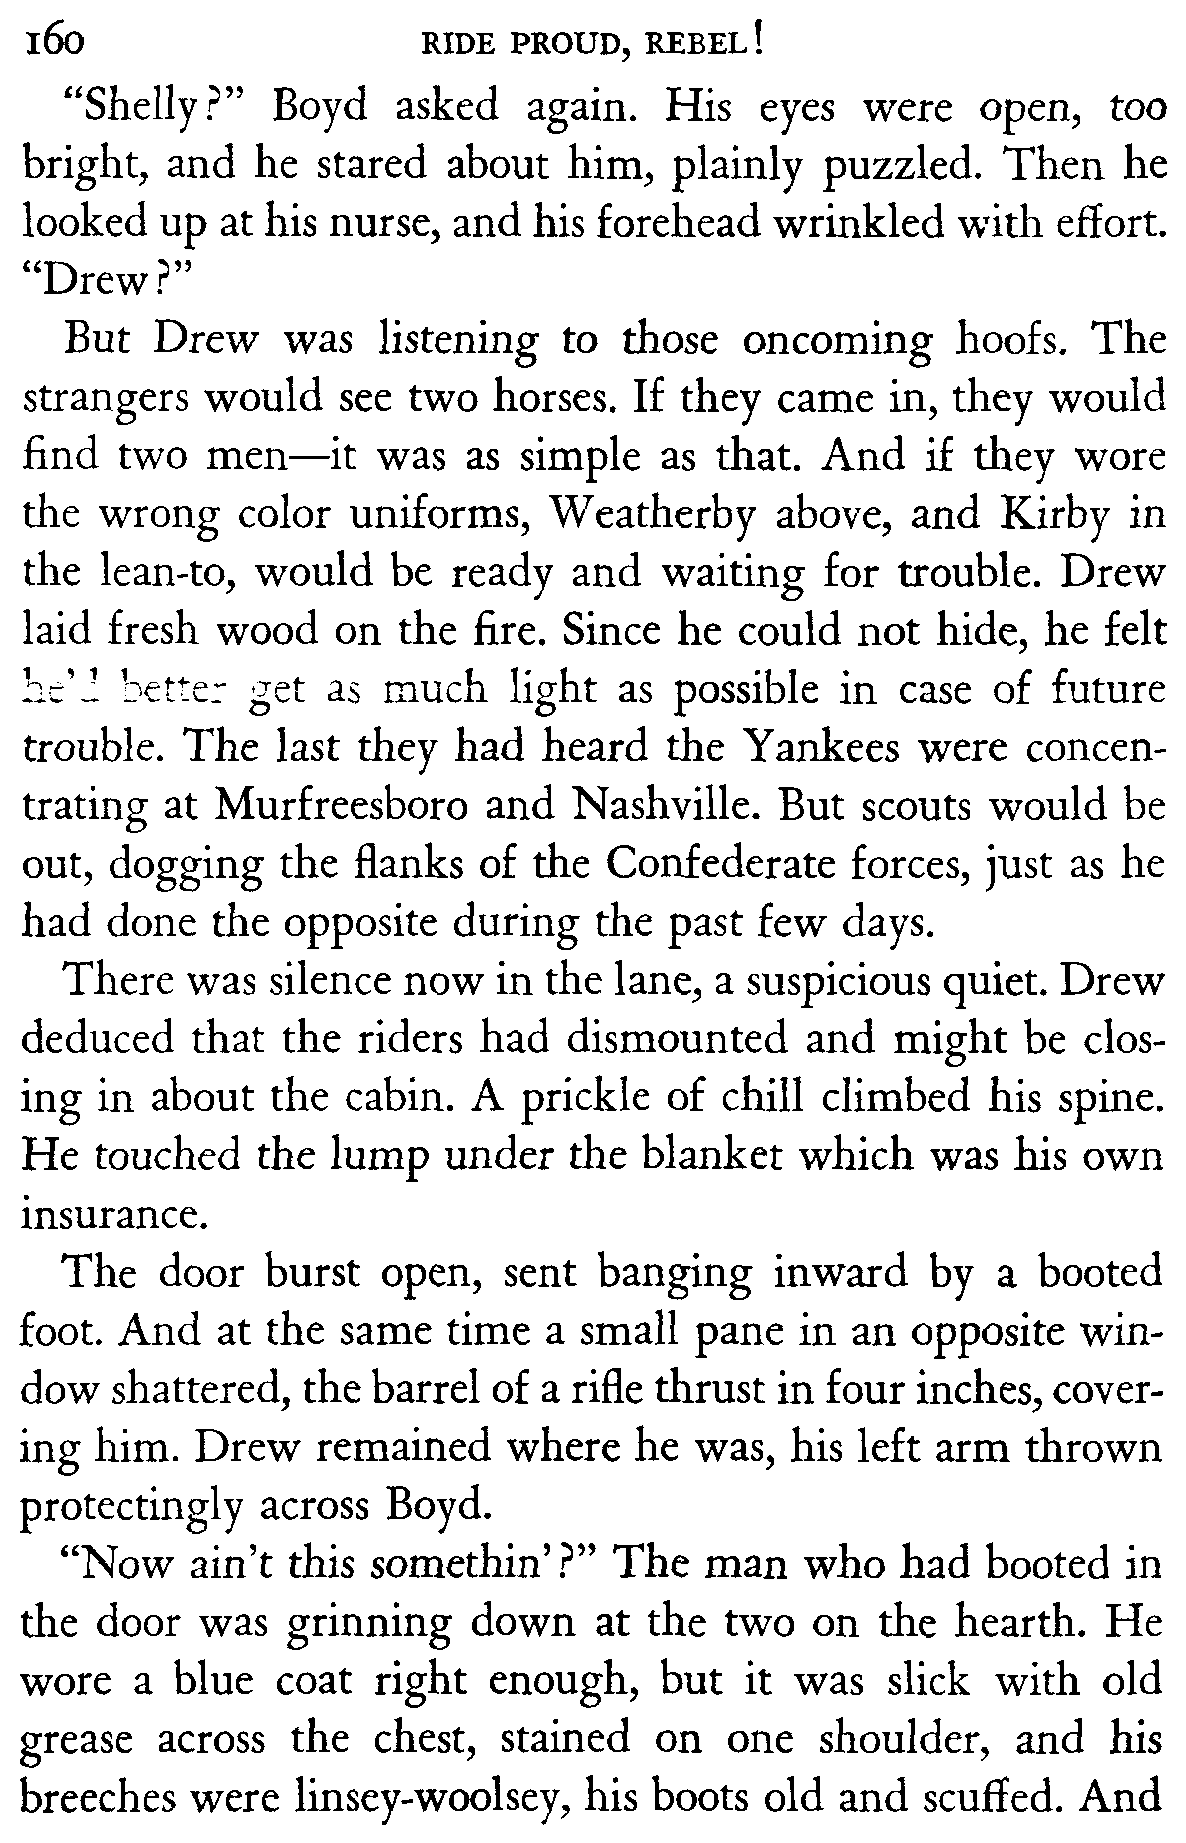 160 RIDE PROUD, REBEL!
“Shelly?” Boyd asked again. His eyes were open, too
bright, and he stared about him, plainly puzzled. Then he
looked up at his nurse, and his forehead wrinkled with effort.
“Drew?”
But Drew was listening to those oncoming hoofs. The
strangers would see two horses. If they came in, they would
find two men—it was as simple as that. And if they wore
the wrong color uniforms, Weatherby above, and Kirby in
the lean-to, would be ready and waiting for trouble. Drew
laid fresh wood on the fire. Since he could not hide, he felt
he’d better get as much light as possible in case of future
trouble. The last they had heard the Yankees were concen-
trating at Murfreesboro and Nashville. But scouts would be
out, dogging the flanks of the Confederate forces, just as he
had done the opposite during the past few days.
There was silence now in the lane, a suspicious quiet. Drew
deduced that the riders had dismounted and might be clos-
ing in about the cabin. A prickle of chill climbed his spine.
He touched the lump under the blanket which was his own
insurance.
The door burst open, sent banging inward by a booted
foot. And at the same time a small pane in an opposite win-
dow shattered, the barrel of a rifle thrust in four inches, cover-
ing him. Drew remained where he was, his left arm thrown
protectingly across Boyd.
“Now ain’t this somethin’?” The man who had booted in
the door was grinning down at the two on the hearth. He
wore a blue coat right enough, but it was slick with old
grease across the chest, stained on one shoulder, and his
breeches were linsey-woolsey, his boots old and scuffed. And